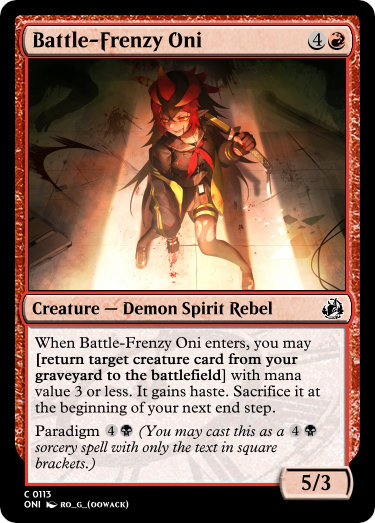 Battle-Frenzy Oni 4
Creature — Demon Spirit Rebel
When Battle-Frenzy Oni enters, you may
[return target creature card from your
graveyard to the battlefield] with mana
value 3 or less. It gains haste. Sacrifice it at
the beginning of your next end step.
Paradigm 4 (You may cast this as a 4
sorcery spell with only the text in square
brackets.)
5/3
C 0113
ONI RO_G_(OOWACK)